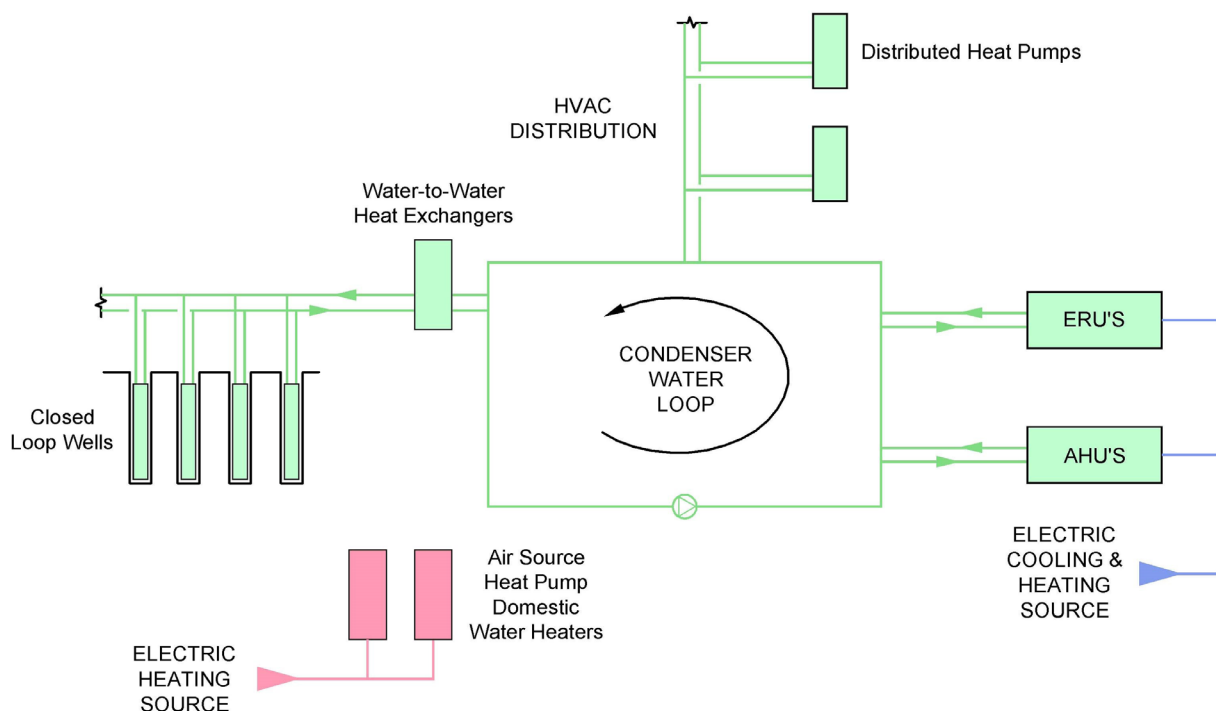 Distributed Heat Pumps
HVAC
DISTRIBUTION
Water-to-Water
Heat Exchangers
CONDENSER
WATER
LOOP
ERU'S
AHU'S
Closed
Loop Wells
ELECTRIC
COOLING &
HEATING
SOURCE
Air Source
Heat Pump
Domestic
Water Heaters
ELECTRIC
HEATING
SOURCE